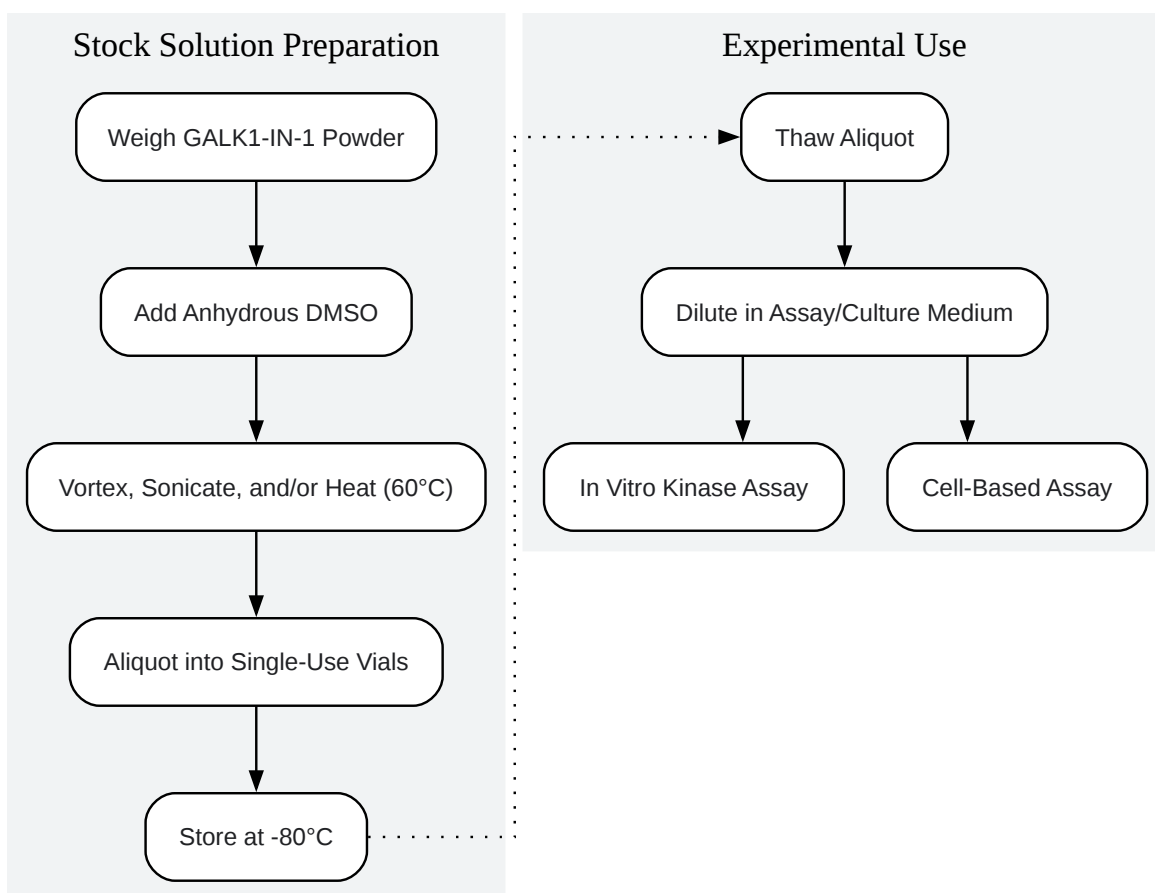 Stock Solution Preparation
Weigh GALK1-IN-1 Powder
Add Anhydrous DMSO
Vortex, Sonicate, and/or Heat (60°C)
Aliquot into Single-Use Vials
Store at -80°C
Experimental Use
Thaw Aliquot
Dilute in Assay/Culture Medium
In Vitro Kinase Assay
Cell-Based Assay